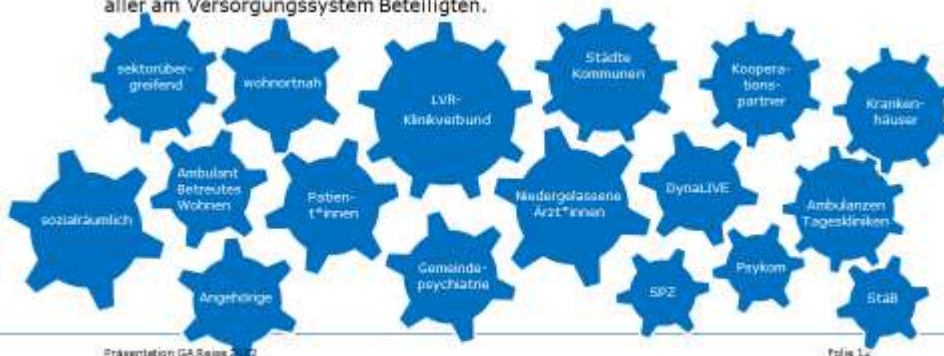 aller am Versorgungssystem Beteiligten.
sektorüber-
greifend
wohnortnah
LVR-
Klinikverbund
Städte
Kommunen
Koopera-
tions-
partner
Kranken-
häuser
sozialräumlich
Ambulant
Betreutes
Wohnen
Patien-
t*innen
Niedergelassene
Ärzt*innen
DynaLIVE
Ambulanzen
Tageskliniken
Angehörige
Gemeinde-
psychiatrie
SPZ
Psykom
StäB
Präsentation GA Reise
Folie